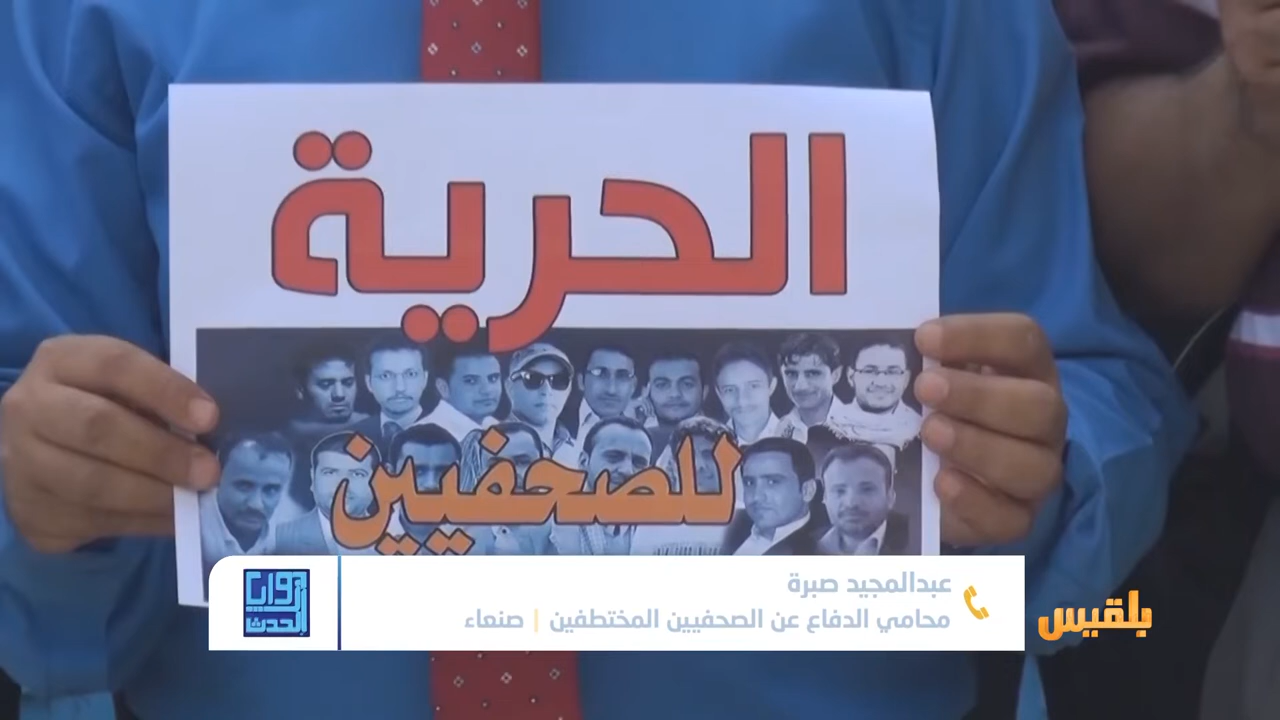 الحرية
للصحفيين
عبدالمجيد صبرة
محامي الدفاع عن الصحفيين المختطفين | صنعاء
زوايا
الحدث
بلقيس